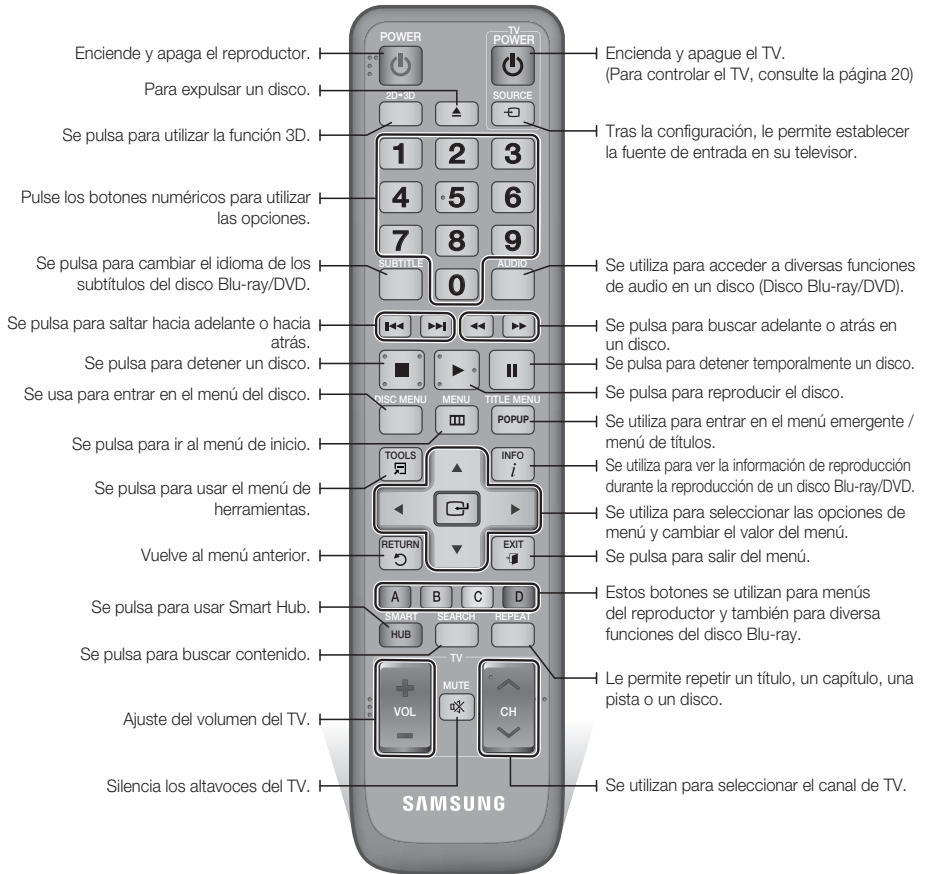 POWER
TV
POWER
Enciende y apaga el reproductor.
Encienda y apague el TV.
(Para controlar el TV, consulte la página 20)
Para expulsar un disco.
2D➞3D
SOURCE
Se pulsa para utilizar la función 3D.
Tras la configuración, le permite establecer
la fuente de entrada en su televisor.
1 2 3
4 5 6
Pulse los botones numéricos para utilizar
las opciones.
7 8 9
SUBTITLE
0
AUDIO
Se pulsa para cambiar el idioma de los
subtítulos del disco Blu-ray/DVD.
Se utiliza para acceder a diversas funciones
de audio en un disco (Disco Blu-ray/DVD).
Se pulsa para saltar hacia adelante o hacia
atrás.
Se pulsa para buscar adelante o atrás en
un disco.
Se pulsa para detener un disco.
Se pulsa para detener temporalmente un disco.
Se usa para entrar en el menú del disco.
Se pulsa para reproducir el disco.
DISC MENU
MENU
TITLE MENU
POPUP
Se utiliza para entrar en el menú emergente /
menú de títulos.
Se pulsa para ir al menú de inicio.
TOOLS
INFO
i
Se utiliza para ver la información de reproducción
durante la reproducción de un disco Blu-ray/DVD.
Se pulsa para usar el menú de
herramientas.
Se utiliza para seleccionar las opciones de
menú y cambiar el valor del menú.
RETURN
EXIT
Vuelve al menú anterior.
Se pulsa para salir del menú.
A B C D
Estos botones se utilizan para menús
del reproductor y también para diversa
funciones del disco Blu-ray.
Se pulsa para usar Smart Hub.
SMART
HUB
SEARCH
REPEAT
Se pulsa para buscar contenido.
TV
Le permite repetir un título, un capítulo, una
pista o un disco.
VOL
MUTE
CH
Ajuste del volumen del TV.
Silencia los altavoces del TV.
Se utilizan para seleccionar el canal de TV.
SAMSUNG